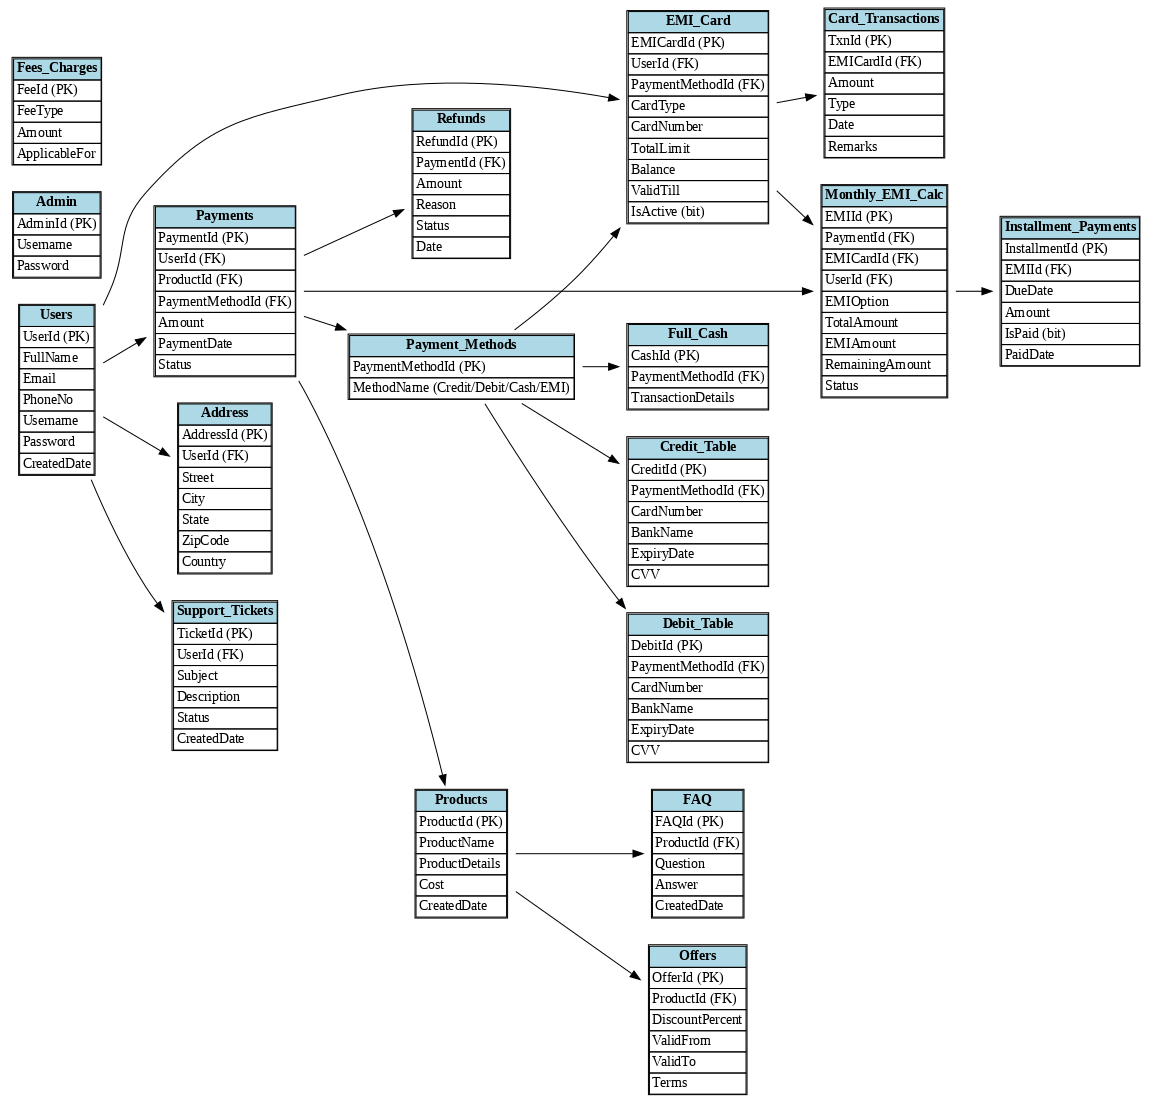 Fees_Charges
FeeId (PK)
FeeType
Amount
ApplicableFor
Admin
AdminId (PK)
Username
Password
Users
UserId (PK)
FullName
Email
PhoneNo
Username
Password
CreatedDate
Payments
PaymentId (PK)
UserId (FK)
ProductId (FK)
PaymentMethodId (FK)
Amount
PaymentDate
Status
Address
AddressId (PK)
UserId (FK)
Street
City
State
ZipCode
Country
Support_Tickets
TicketId (PK)
UserId (FK)
Subject
Description
Status
CreatedDate
Refunds
RefundId (PK)
PaymentId (FK)
Amount
Reason
Status
Date
Payment_Methods
PaymentMethodId (PK)
MethodName (Credit/Debit/Cash/EMI)
Products
ProductId (PK)
ProductName
ProductDetails
Cost
CreatedDate
EMI_Card
EMICardId (PK)
UserId (FK)
PaymentMethodId (FK)
CardType
CardNumber
TotalLimit
Balance
ValidTill
IsActive (bit)
Full_Cash
CashId (PK)
PaymentMethodId (FK)
TransactionDetails
Credit_Table
CreditId (PK)
PaymentMethodId (FK)
CardNumber
BankName
ExpiryDate
CVV
Debit_Table
DebitId (PK)
PaymentMethodId (FK)
CardNumber
BankName
ExpiryDate
CVV
FAQ
FAQId (PK)
ProductId (FK)
Question
Answer
CreatedDate
Offers
OfferId (PK)
ProductId (FK)
DiscountPercent
ValidFrom
ValidTo
Terms
Card_Transactions
TxnId (PK)
EMICardId (FK)
Amount
Type
Date
Remarks
Monthly_EMI_Calc
EMIId (PK)
PaymentId (FK)
EMICardId (FK)
UserId (FK)
EMIOption
TotalAmount
EMIAmount
RemainingAmount
Status
Installment_Payments
InstallmentId (PK)
EMIId (FK)
DueDate
Amount
IsPaid (bit)
PaidDate